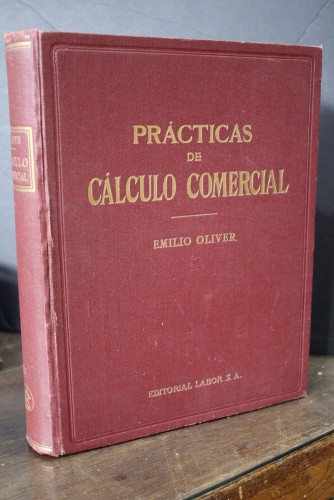 PRÁCTICAS
DE
CÁLCULO COMERCIAL
EMILIO OLIVER
EDITORIAL LABOR S.A.